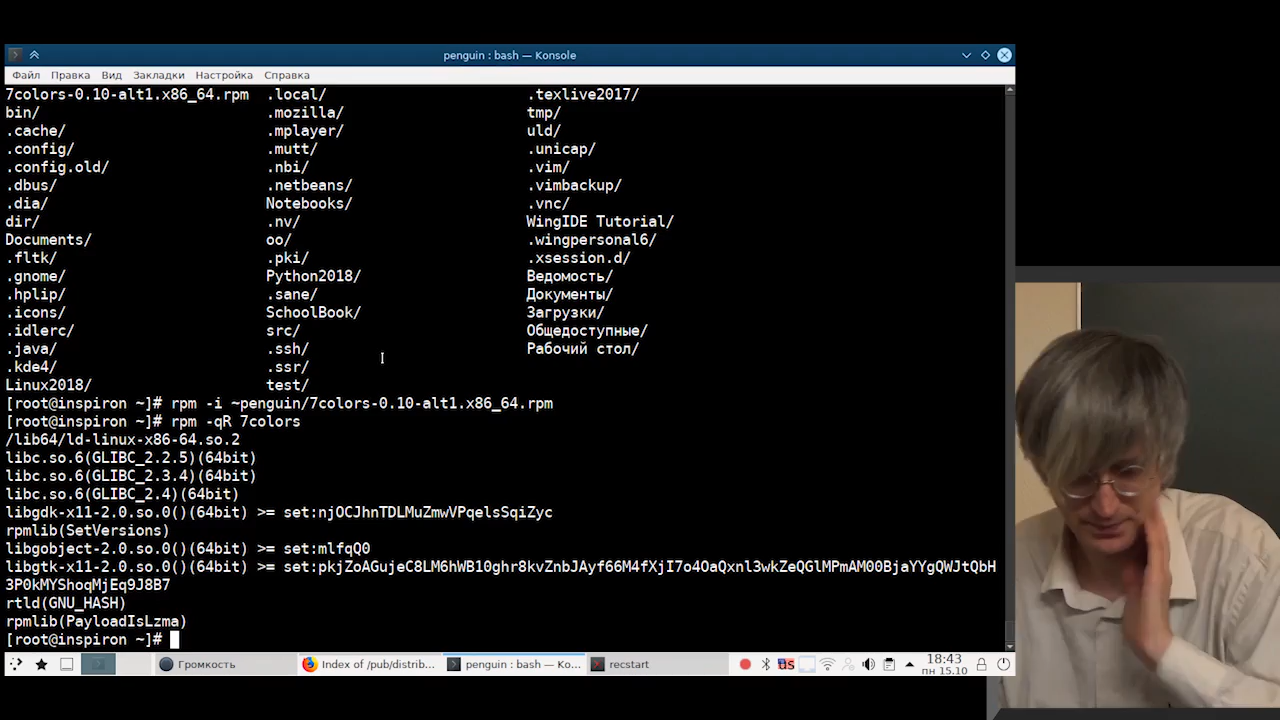 penguin : bash — Konsole
Файл Правка Вид Закладки Настройка Справка
7colors-0.10-alt1.x86_64.rpm .local/ .texlive2017/
bin/ .mozilla/ tmp/
.cache/ .mplayer/ uld/
.config/ .mutt/ .unicap/
.config.old/ .nbi/ .vim/
.dbus/ .netbeans/ .vimbackup/
.dia/ Notebooks/ .vnc/
dir/ .nv/ WingIDE Tutorial/
Documents/ oo/ .wingpersonal6/
.fltk/ .pki/ .xsession.d/
.gnome/ Python2018/ Ведомость/
.hplip/ .sane/ Документы/
.icons/ SchoolBook/ Загрузки/
.idlerc/ src/ Общедоступные/
.java/ .ssh/ Рабочий стол/
.kde4/ .ssr/
Linux2018/ test/
[root@inspiron ~]# rpm -i ~penguin/7colors-0.10-alt1.x86_64.rpm
[root@inspiron ~]# rpm -qR 7colors
/lib64/ld-linux-x86-64.so.2
libc.so.6(GLIBC_2.2.5)(64bit)
libc.so.6(GLIBC_2.3.4)(64bit)
libc.so.6(GLIBC_2.4)(64bit)
libgdk-x11-2.0.so.0()(64bit) >= set:njOCJhnTDLMuZmwVPqelsSqiZyc
rpmlib(SetVersions)
libgobject-2.0.so.0()(64bit) >= set:mlfqQ0
libgtk-x11-2.0.so.0()(64bit) >= set:pkjZoAGujeC8LM6hWB10ghr8kvZnbJAyf66M4fXjI7o4OaQxnl3wkZeQGlMPmAM00BjaYYgQWJtQbH
3P0kMYShoqMjEq9J8B7
rtld(GNU_HASH)
rpmlib(PayloadIsLzma)
[root@inspiron ~]#
Громкость Index of /pub/distrib... penguin : bash — Ko... recstart us 18:43
пн 15.10